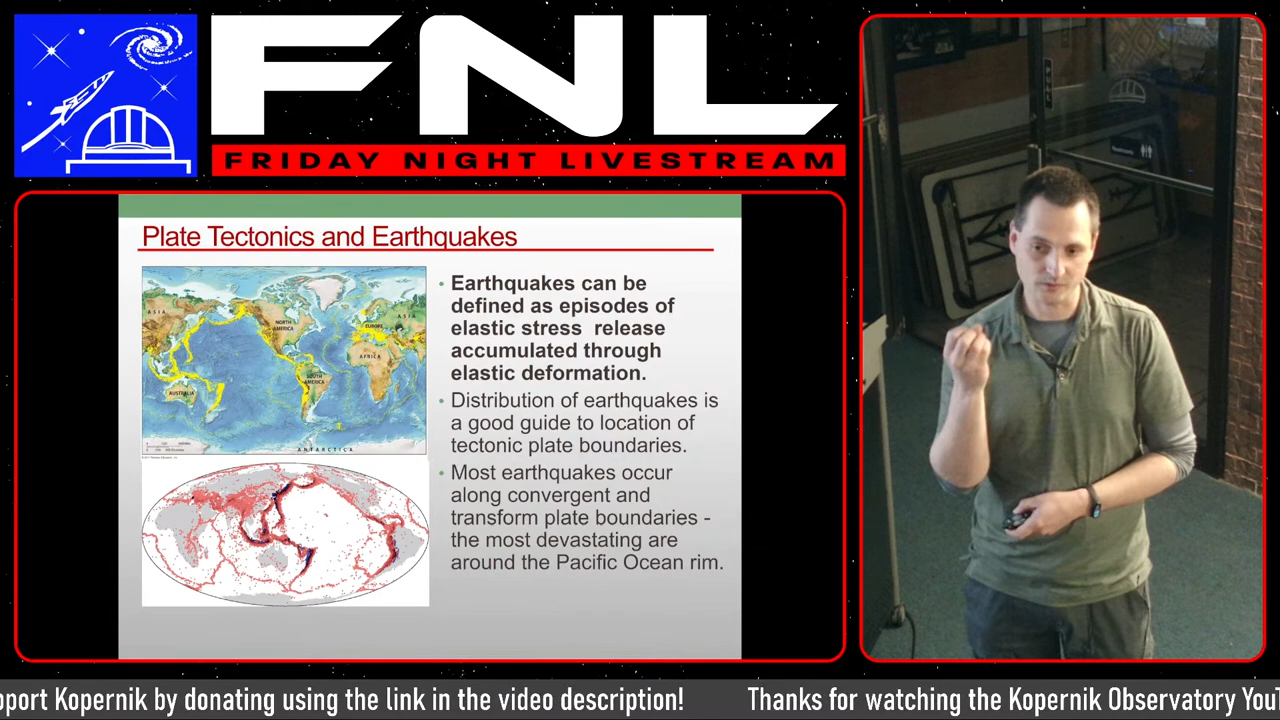 FNL
FRIDAY NIGHT LIVESTREAM
Plate Tectonics and Earthquakes
ASIA
NORTH
AMERICA
EUROPE
ASIA
AFRICA
SOUTH
AMERICA
AUSTRALIA
ANTARCTICA
• Earthquakes can be
defined as episodes of
elastic stress release
accumulated through
elastic deformation.
• Distribution of earthquakes is
a good guide to location of
tectonic plate boundaries.
• Most earthquakes occur
along convergent and
transform plate boundaries -
the most devastating are
around the Pacific Ocean rim.
Restrooms
pport Kopernik by donating using the link in the video description! Thanks for watching the Kopernik Observatory YouT